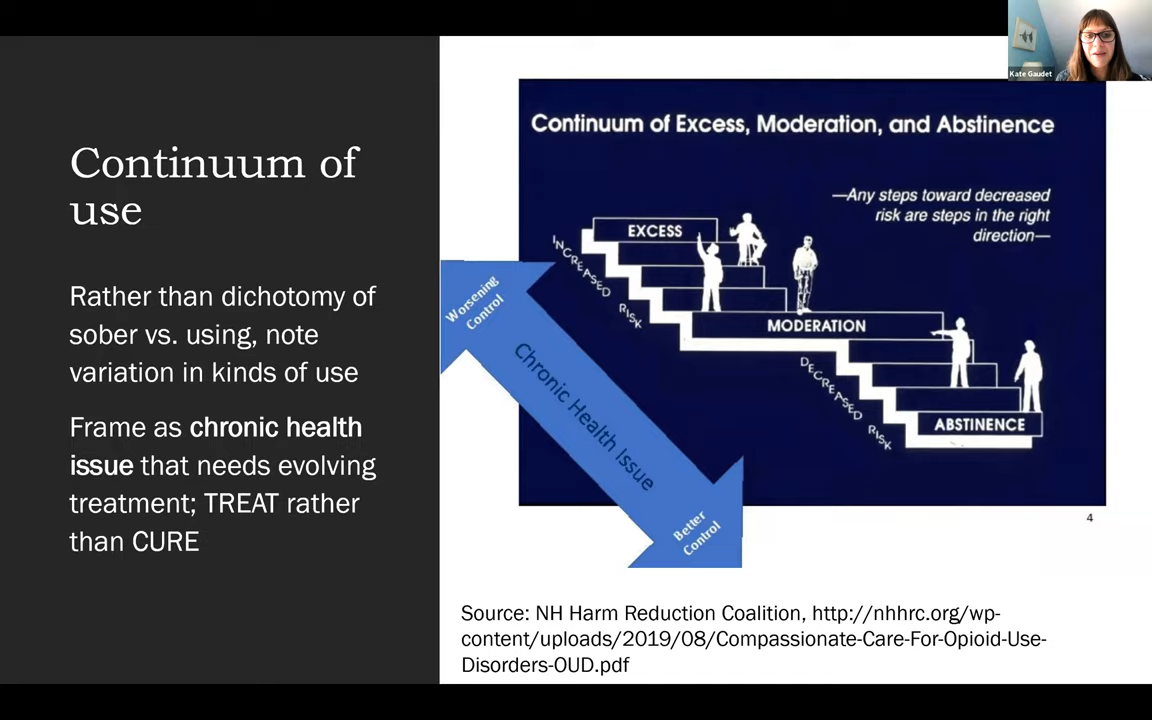 Kate Gaudet
Continuum of
use
Rather than dichotomy of
sober vs. using, note
variation in kinds of use
Frame as chronic health
issue that needs evolving
treatment; TREAT rather
than CURE
Continuum of Excess, Moderation, and Abstinence
—Any steps toward decreased
risk are steps in the right
direction—
EXCESS
INCREASED RISK
MODERATION
DECREASED RISK
ABSTINENCE
Worsening
Control
Chronic Health Issue
Better
Control
4
Source: NH Harm Reduction Coalition, http://nhhrc.org/wp-
content/uploads/2019/08/Compassionate-Care-For-Opioid-Use-
Disorders-OUD.pdf